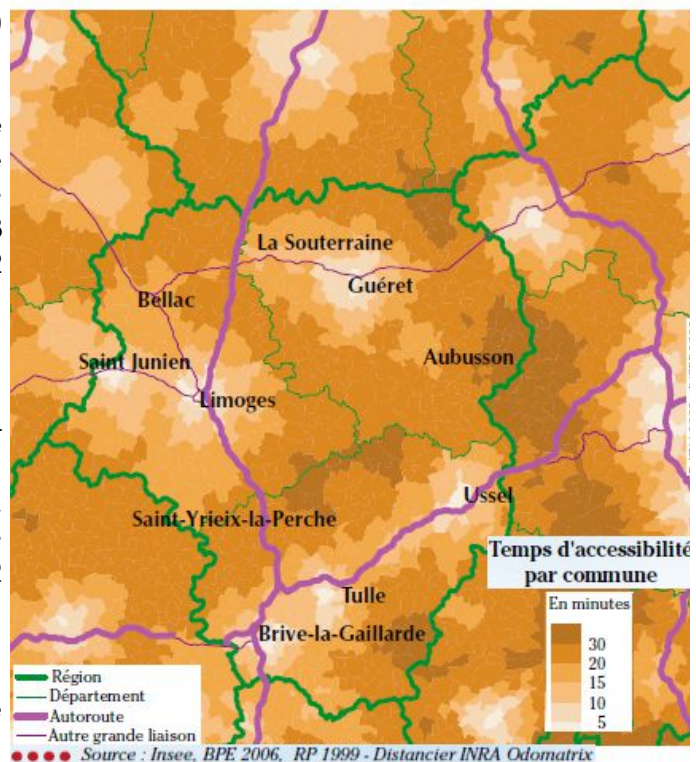 La Souterraine
Guéret
Bellac
Saint Junien
Aubusson
Limoges
Ussel
Saint-Yrieix-la-Perche
Tulle
Brive-la-Gaillarde
Temps d'accessibilité
par commune
En minutes
30
20
15
10
5
Région
Département
Autoroute
Autre grande liaison
Source : Insee, BPE 2006, RP 1999 - Distancier INRA Odomatrix